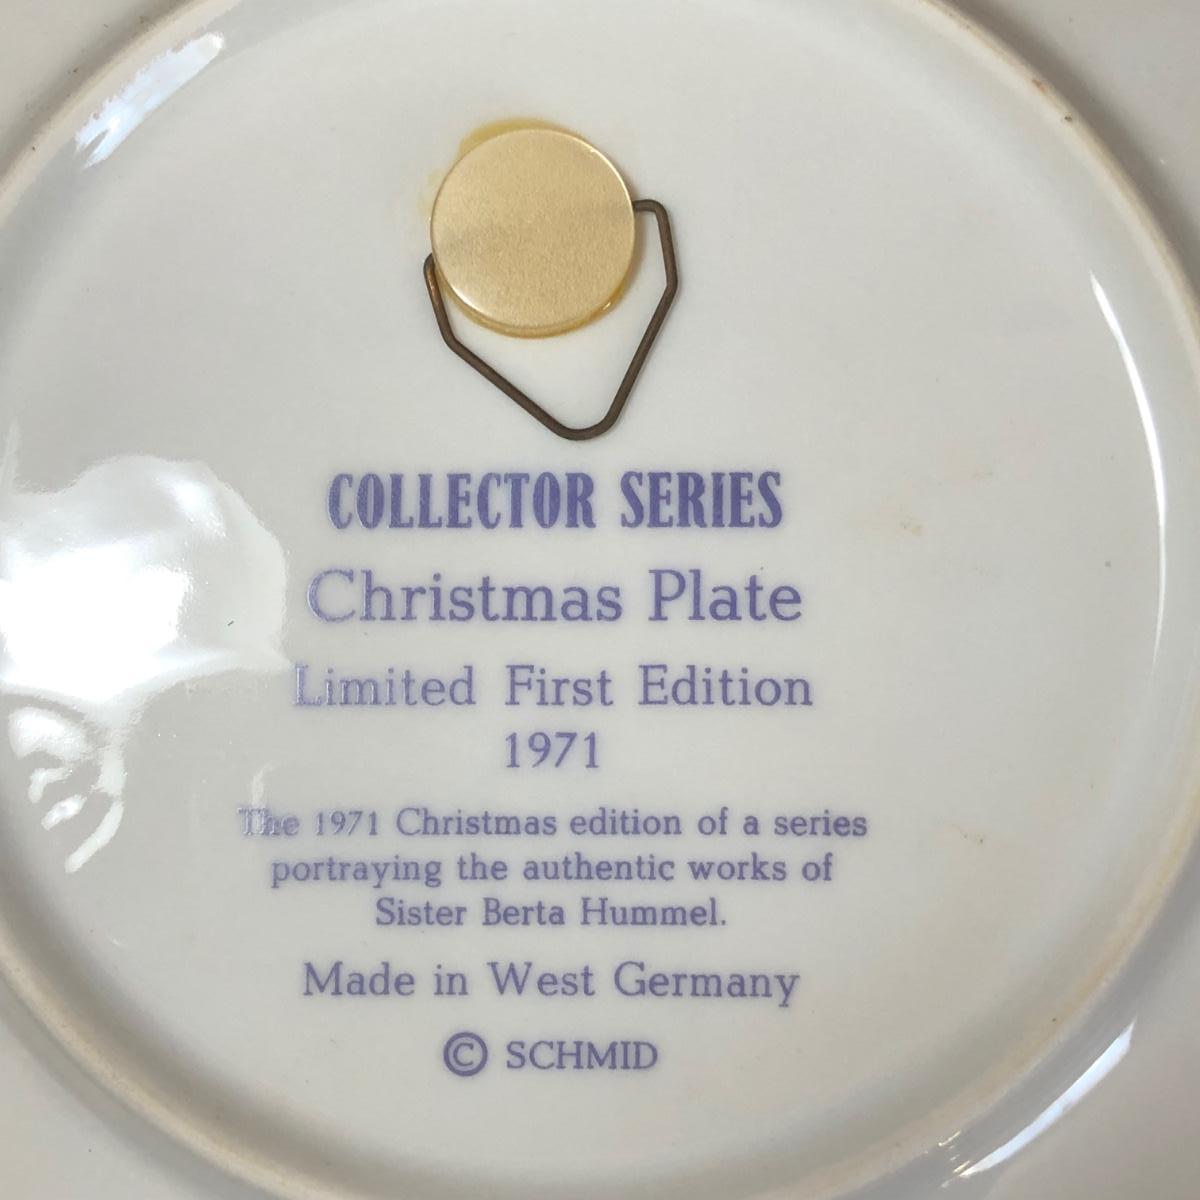 COLLECTOR SERIES
Christmas Plate
Limited First Edition
1971
The 1971 Christmas edition of a series
portraying the authentic works of
Sister Berta Hummel.
Made in West Germany
© SCHMID